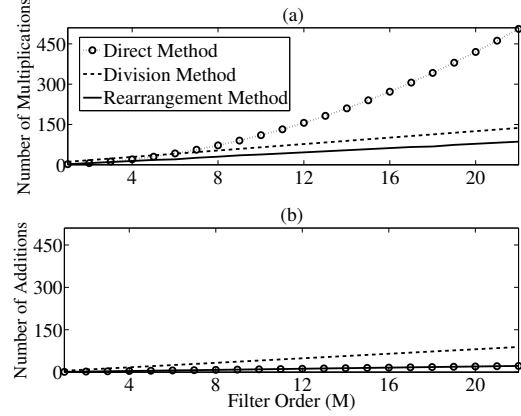 (a)
Number of Multiplications
450
300
150
0
Direct Method
Division Method
Rearrangement Method
4
8
12
16
20
(b)
Number of Additions
450
300
150
0
4
8
12
16
20
Filter Order (M)